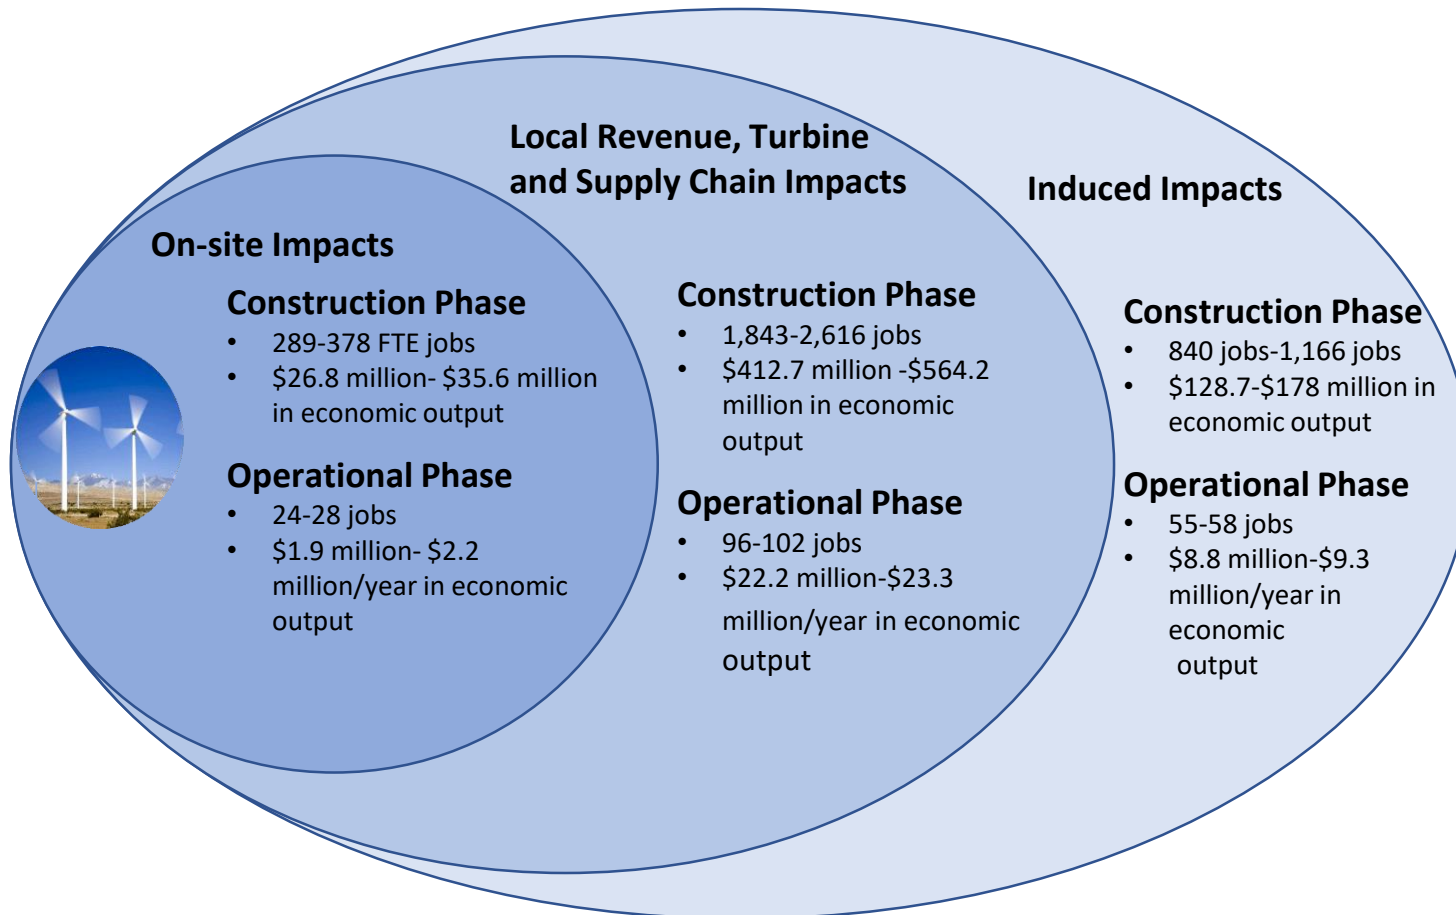 On-site Impacts
Construction Phase
• 289-378 FTE jobs
• $26.8 million- $35.6 million
in economic output
Operational Phase
• 24-28 jobs
• $1.9 million- $2.2
million/year in economic
output
Local Revenue, Turbine
and Supply Chain Impacts
Construction Phase
• 1,843-2,616 jobs
• $412.7 million -$564.2
million in economic
output
Operational Phase
• 96-102 jobs
• $22.2 million-$23.3
million/year in economic
output
Induced Impacts
Construction Phase
• 840 jobs-1,166 jobs
• $128.7-$178 million in
economic output
Operational Phase
• 55-58 jobs
• $8.8 million-$9.3
million/year in
economic
output